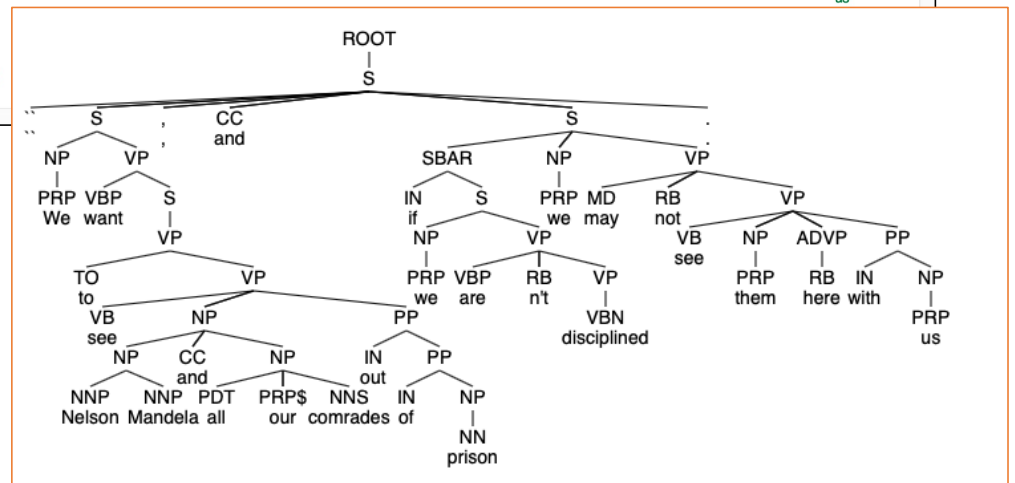 ROOT
S
`` S , CC S .
`` , and .
NP VP SBAR NP VP
PRP VBP S IN S PRP MD RB VP
We want if we may not
VP NP VP VB NP ADVP PP
see
TO VP PRP VBP RB VP PRP RB IN NP
to we are n't them here with
VB NP PP VBN PRP
see disciplined us
NP CC NP IN PP
and out
NNP NNP PDT PRP$ NNS IN NP
Nelson Mandela all our comrades of
NN
prison